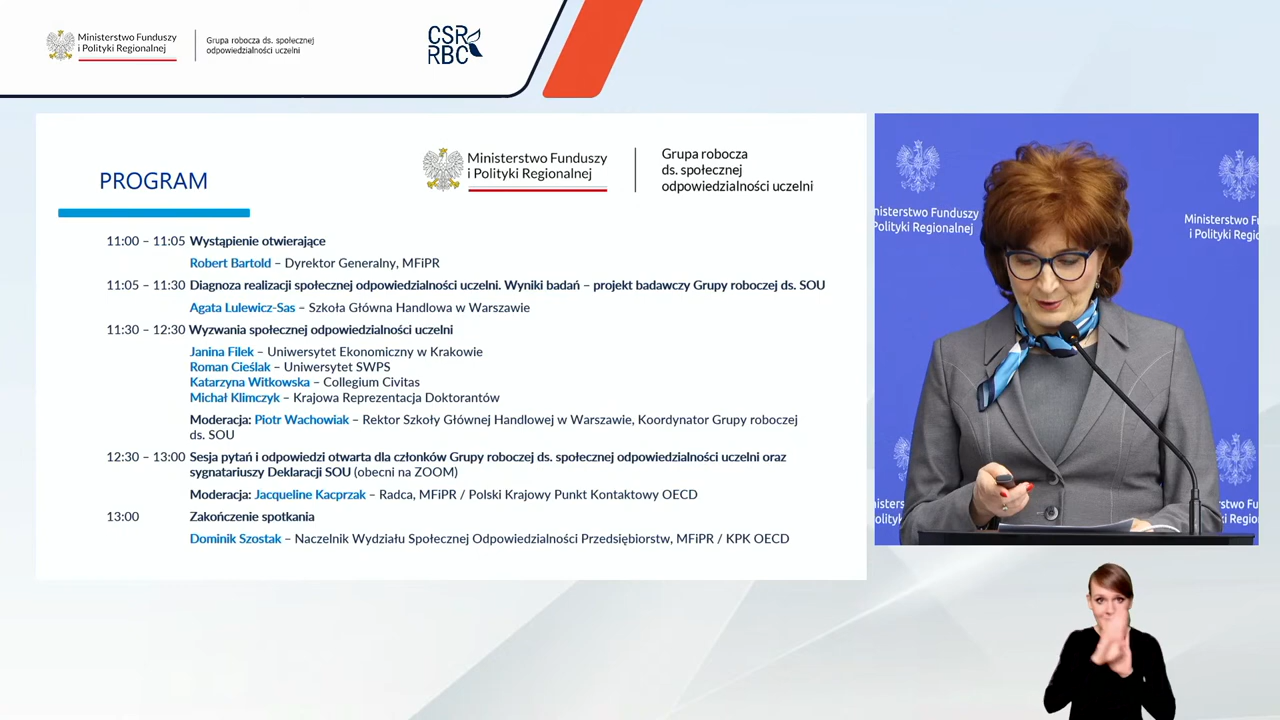 Ministerstwo Funduszy
i Polityki Regionalnej
Grupa robocza ds. społecznej
odpowiedzialności uczelni
CSR
RBC
PROGRAM
Ministerstwo Funduszy
i Polityki Regionalnej
Grupa robocza
ds. społecznej
odpowiedzialności uczelni
11:00 – 11:05 Wystąpienie otwierające
Robert Bartold – Dyrektor Generalny, MFiPR
11:05 – 11:30 Diagnoza realizacji społecznej odpowiedzialności uczelni. Wyniki badań – projekt badawczy Grupy roboczej ds. SOU
Agata Lulewicz-Sas – Szkoła Główna Handlowa w Warszawie
11:30 – 12:30 Wyzwania społecznej odpowiedzialności uczelni
Janina Filek – Uniwersytet Ekonomiczny w Krakowie
Roman Cieślak – Uniwersytet SWPS
Katarzyna Witkowska – Collegium Civitas
Michał Klimczyk – Krajowa Reprezentacja Doktorantów
Moderacja: Piotr Wachowiak – Rektor Szkoły Głównej Handlowej w Warszawie, Koordynator Grupy roboczej
ds. SOU
12:30 – 13:00 Sesja pytań i odpowiedzi otwarta dla członków Grupy roboczej ds. społecznej odpowiedzialności uczelni oraz
sygnatariuszy Deklaracji SOU (obecni na ZOOM)
Moderacja: Jacqueline Kacprzak – Radca, MFiPR / Polski Krajowy Punkt Kontaktowy OECD
13:00 Zakończenie spotkania
Dominik Szostak – Naczelnik Wydziału Społecznej Odpowiedzialności Przedsiębiorstw, MFiPR / KPK OECD
nisterstwo Funduszy
Polityki Regionalnej
Ministerstwo Fu
i Polityki Regio